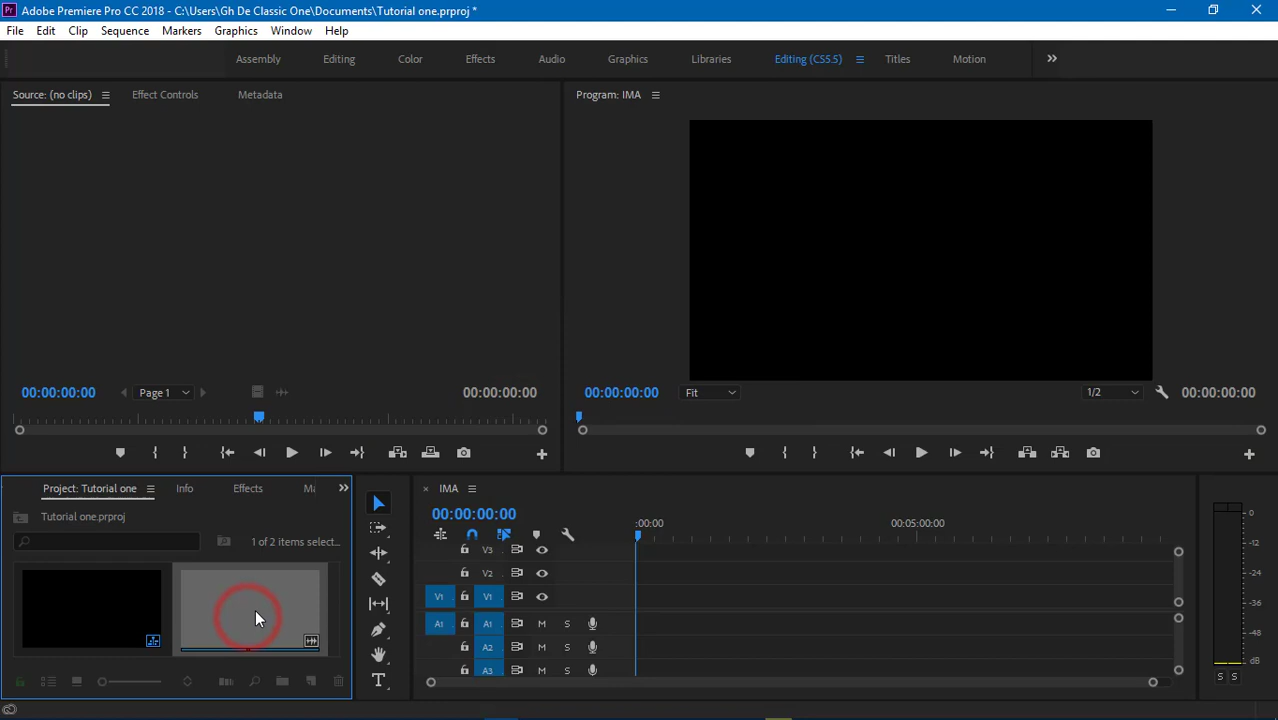 Pr Adobe Premiere Pro CC 2018 - C:\Users\Gh De Classic One\Documents\Tutorial one.prproj *
File Edit Clip Sequence Markers Graphics Window Help
Assembly Editing Color Effects Audio Graphics Libraries Editing (CS5.5) Titles Motion
Source: (no clips) Effect Controls Metadata
Program: IMA
00:00:00:00 Page 1 00:00:00:00
00:00:00:00 Fit 1/2 00:00:00:00
Project: Tutorial one Info Effects
Tutorial one.prproj
1 of 2 items select...
IMA
00:00:00:00
:00:00 00:05:00:00
V3
V2
V1 V1
A1 A1 M S
A2 M S
A3 M S
T
0
-12
-24
-36
-48
dB
S S